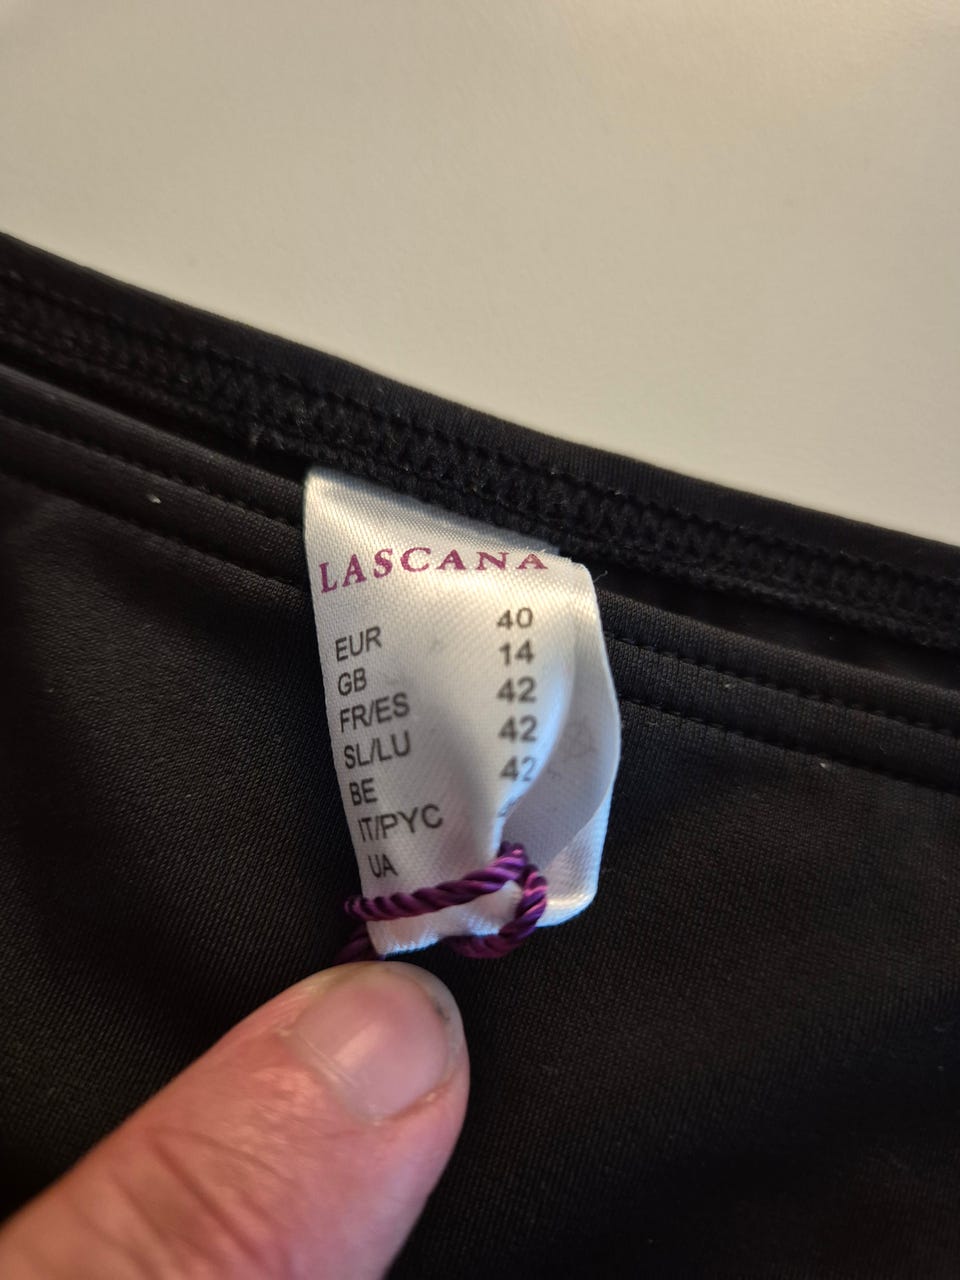 LASCANA
EUR 40
GB 14
FR/ES 42
SL/LU 42
BE 42
IT/PYC
UA